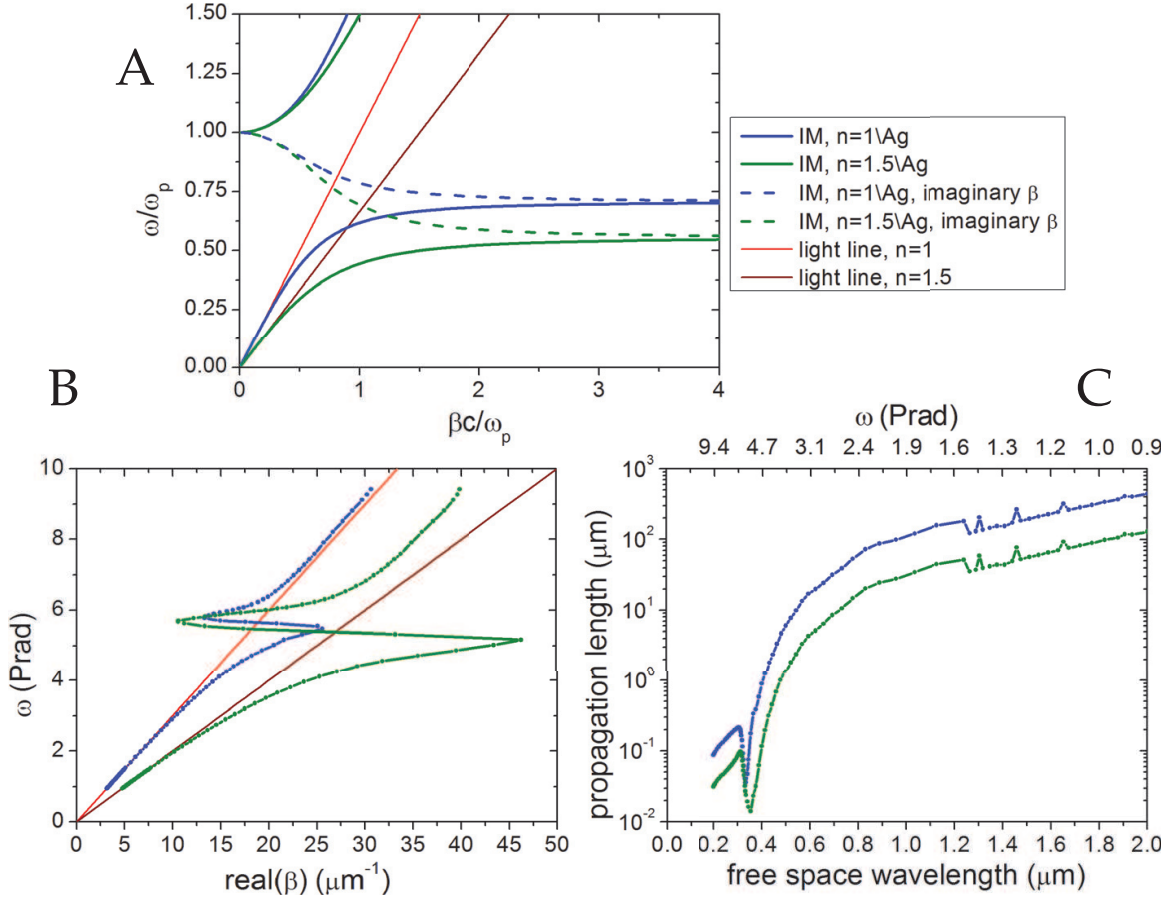 A
1.50
1.25
1.00
0.75
0.50
0.25
0.00
ω/ωp
0 1 2 3 4
βc/ωp
IM, n=1\Ag
IM, n=1.5\Ag
IM, n=1\Ag, imaginary β
IM, n=1.5\Ag, imaginary β
light line, n=1
light line, n=1.5
B
10
8
6
4
2
0
ω (Prad)
0 5 10 15 20 25 30 35 40 45 50
real(β) (μm⁻¹)
C
ω (Prad)
9.4 4.7 3.1 2.4 1.9 1.6 1.3 1.2 1.0 0.9
10³
10²
10¹
10⁰
10⁻¹
10⁻²
propagation length (μm)
0.0 0.2 0.4 0.6 0.8 1.0 1.2 1.4 1.6 1.8 2.0
free space wavelength (μm)